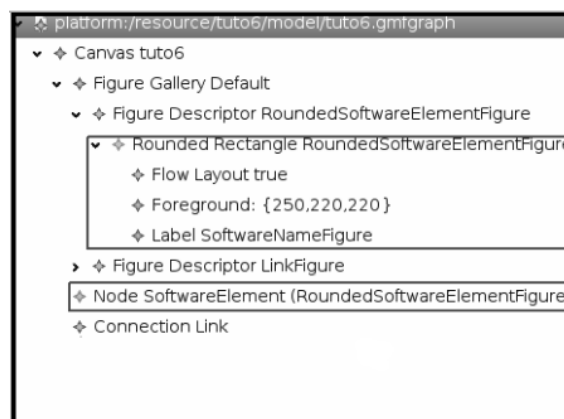 platform:/resource/tuto6/model/tuto6.gmfgraph
Canvas tuto6
Figure Gallery Default
Figure Descriptor RoundedSoftwareElementFigure
Rounded Rectangle RoundedSoftwareElementFigure
Flow Layout true
Foreground: {250,220,220}
Label SoftwareNameFigure
Figure Descriptor LinkFigure
Node SoftwareElement (RoundedSoftwareElementFigure
Connection Link